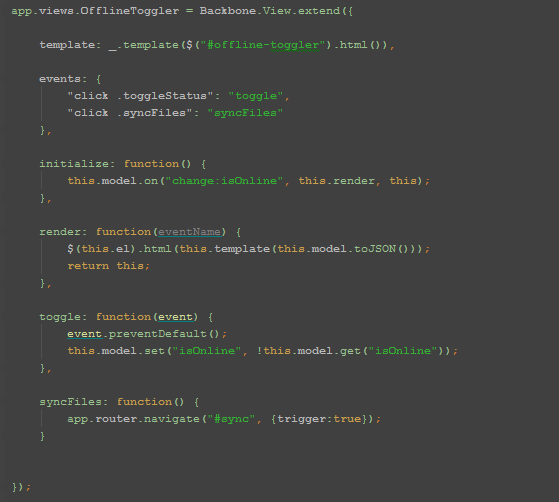 app.views.OfflineToggler = Backbone.View.extend({
template: _.template($("#offline-toggler").html()),
events: {
"click .toggleStatus": "toggle",
"click .syncFiles": "syncFiles"
},
initialize: function() {
this.model.on("change:isOnline", this.render, this);
},
render: function(eventName) {
$(this.el).html(this.template(this.model.toJSON()));
return this;
},
toggle: function(event) {
event.preventDefault();
this.model.set("isOnline", !this.model.get("isOnline"));
},
syncFiles: function() {
app.router.navigate("#sync", {trigger:true});
}
});